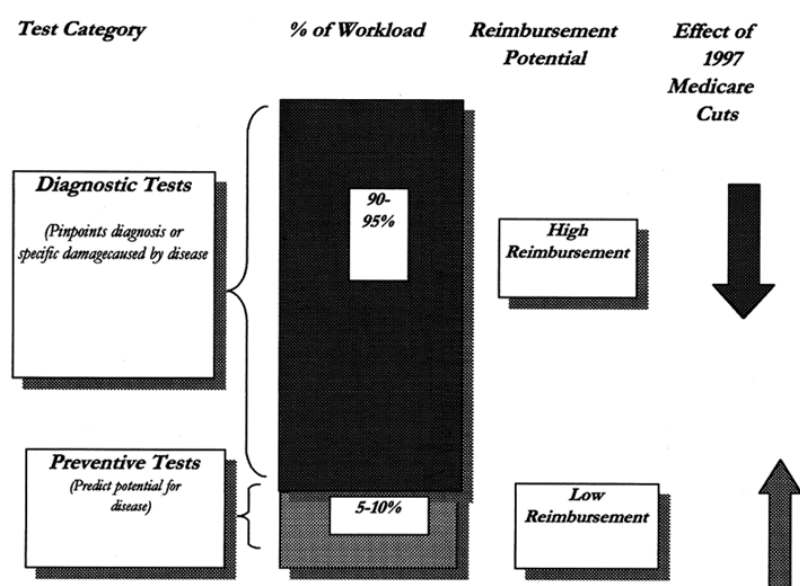 Test Category
% of Workload
Reimbursement
Potential
Effect of
1997
Medicare
Cuts
Diagnostic Tests
(Pinpoints diagnosis or
specific damagecaused by disease
90-
95%
High
Reimbursement
Preventive Tests
(Predict potential for
disease)
5-10%
Low
Reimbursement